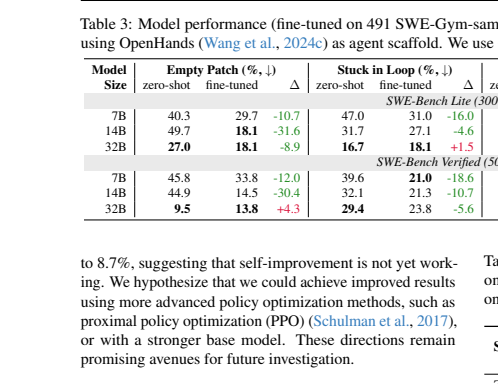 Table 3: Model performance (fine-tuned on 491 SWE-Gym-sam
using OpenHands (Wang et al., 2024c) as agent scaffold. We use
Model Empty Patch (%, ↓) Stuck in Loop (%, ↓)
Size zero-shot fine-tuned Δ zero-shot fine-tuned Δ
SWE-Bench Lite (300
7B 40.3 29.7 -10.7 47.0 31.0 -16.0
14B 49.7 18.1 -31.6 31.7 27.1 -4.6
32B 27.0 18.1 -8.9 16.7 18.1 +1.5
SWE-Bench Verified (50
7B 45.8 33.8 -12.0 39.6 21.0 -18.6
14B 44.9 14.5 -30.4 32.1 21.3 -10.7
32B 9.5 13.8 +4.3 29.4 23.8 -5.6
to 8.7%, suggesting that self-improvement is not yet work-
ing. We hypothesize that we could achieve improved results
using more advanced policy optimization methods, such as
proximal policy optimization (PPO) (Schulman et al., 2017),
or with a stronger base model. These directions remain
promising avenues for future investigation.
Ta
on
on